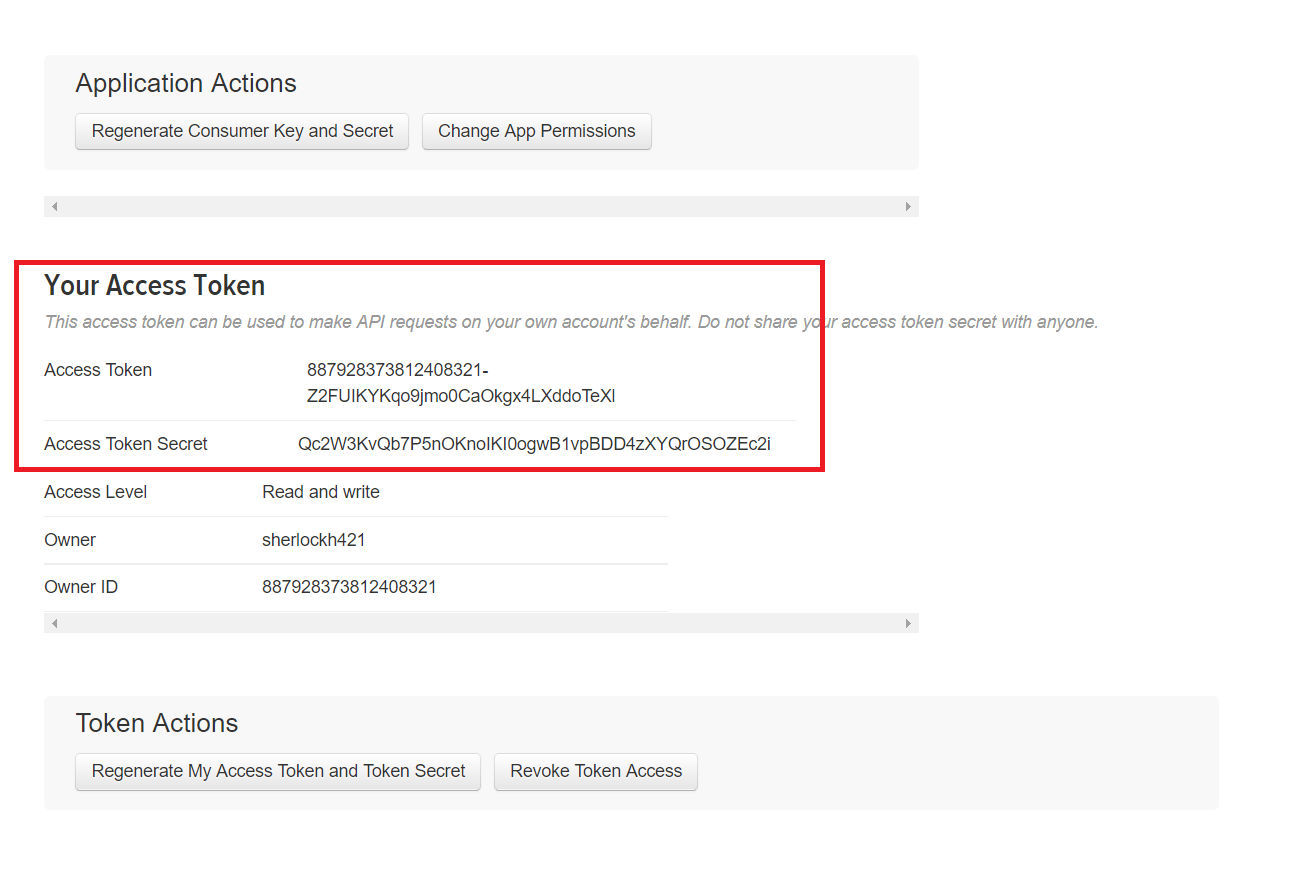 Application Actions
Regenerate Consumer Key and Secret
Change App Permissions
Your Access Token
This access token can be used to make API requests on your own account's behalf. Do not share your access token secret with anyone.
Access Token 887928373812408321-
Access Token Secret
Access Level Read and write
Owner sherlockh421
Owner ID 887928373812408321
Token Actions
Regenerate My Access Token and Token Secret
Revoke Token Access